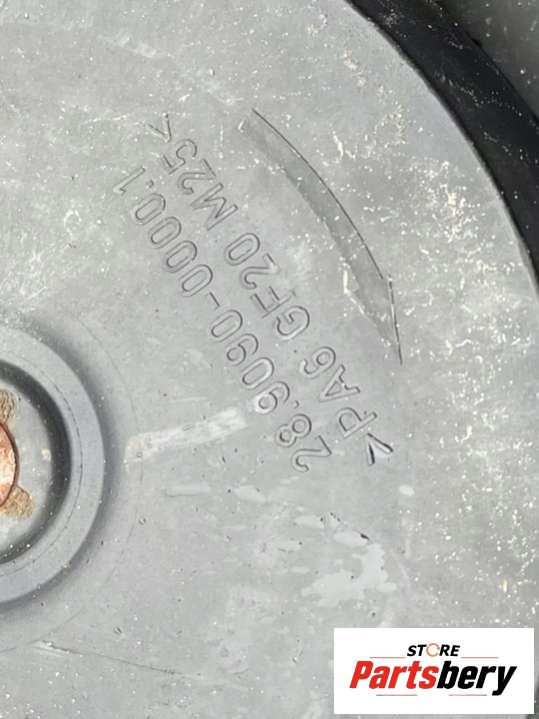 28.9090-0000.1
>PA6 GF20 M25<
STORE
Partsbery